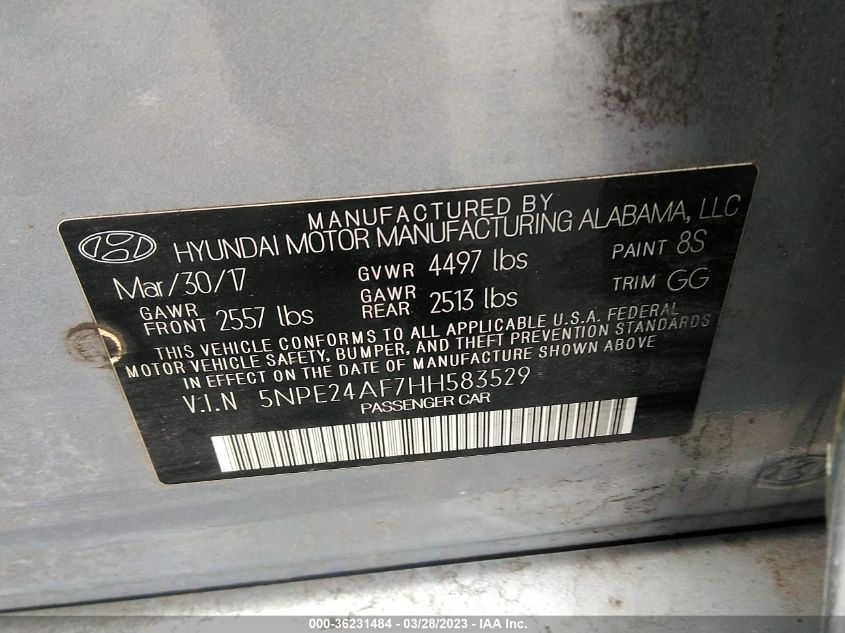 MANUFACTURED BY
HYUNDAI MOTOR MANUFACTURING ALABAMA, LLC
Mar/30/17 GVWR 4497 lbs PAINT 8S
GAWR FRONT 2557 lbs GAWR REAR 2513 lbs TRIM GG
THIS VEHICLE CONFORMS TO ALL APPLICABLE U.S.A. FEDERAL
MOTOR VEHICLE SAFETY, BUMPER, AND THEFT PREVENTION STANDARDS
IN EFFECT ON THE DATE OF MANUFACTURE SHOWN ABOVE
V.I.N 5NPE24AF7HH583529
PASSENGER CAR
000-36231484 - 03/28/2023 - IAA Inc.